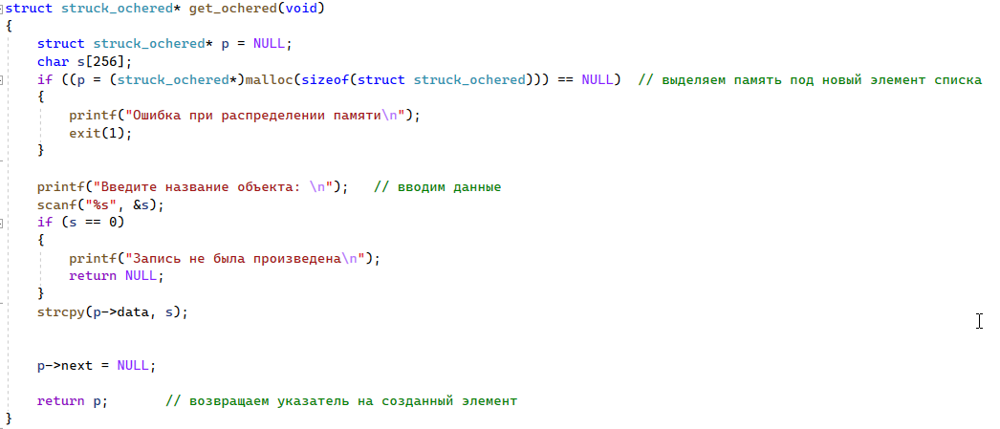 struct struck_ochered* get_ochered(void)
{
    struct struck_ochered* p = NULL;
    char s[256];
    if ((p = (struck_ochered*)malloc(sizeof(struct struck_ochered))) == NULL)  // выделяем память под новый элемент списка
    {
        printf("Ошибка при распределении памяти\n");
        exit(1);
    }

    printf("Введите название объекта: \n");   // вводим данные
    scanf("%s", &s);
    if (s == 0)
    {
        printf("Запись не была произведена\n");
        return NULL;
    }
    strcpy(p->data, s);


    p->next = NULL;

    return p;       // возвращаем указатель на созданный элемент
}